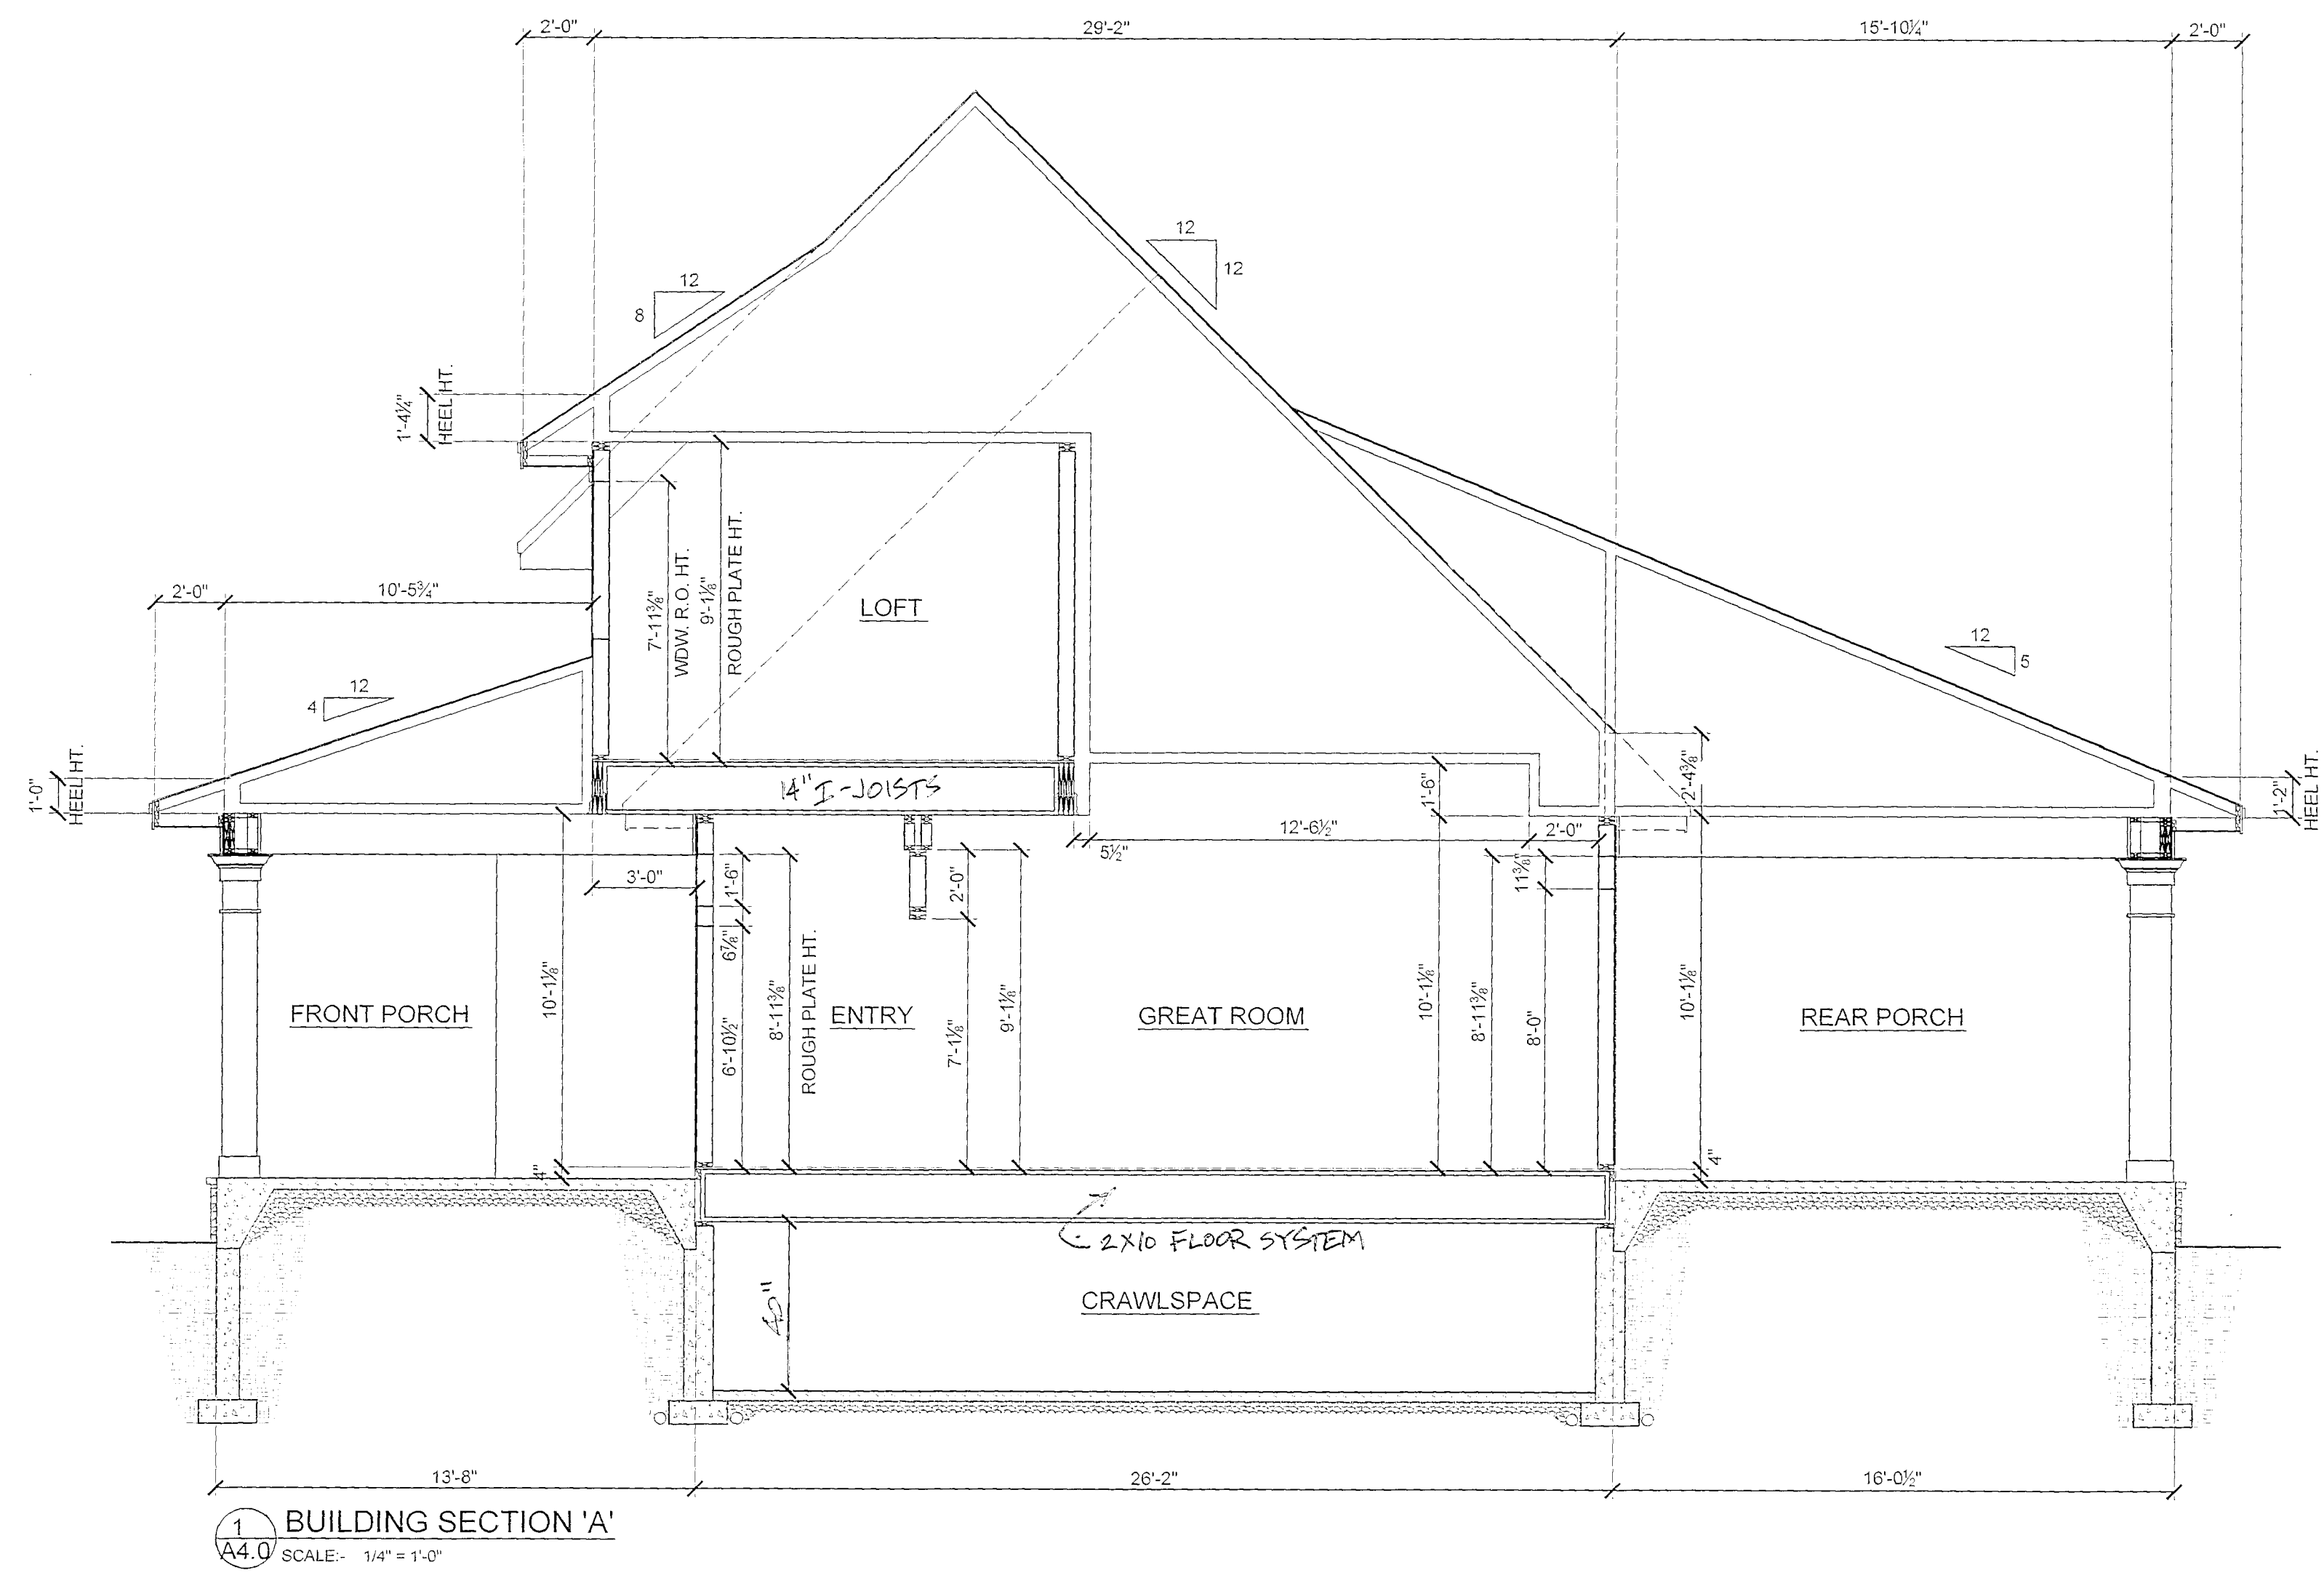 2'-0"
29'-2"
15'-10¼"
2'-0"
12
12
12
8
1'-4¼"
HEEL HT.
7'-11⅜"
WDW. R.O. HT.
9'-1⅛"
ROUGH PLATE HT.
LOFT
2'-0"
10'-5¾"
12
5
12
4
1'-0"
HEEL HT.
14" I-JOISTS
1'-6"
2'-4⅜"
1'-2"
HEEL HT.
12'-6½"
2'-0"
5½"
3'-0"
1'-6"
2'-0"
11⅜"
6⅞"
6'-10½"
8'-11⅜"
ROUGH PLATE HT.
7'-1⅛"
9'-1⅛"
10'-1⅛"
10'-1⅛"
8'-11⅜"
8'-0"
10'-1⅛"
FRONT PORCH
ENTRY
GREAT ROOM
REAR PORCH
4"
4"
2X10 FLOOR SYSTEM
CRAWLSPACE
40"
13'-8"
26'-2"
16'-0½"
1
A4.0
BUILDING SECTION 'A'
SCALE:- 1/4" = 1'-0"